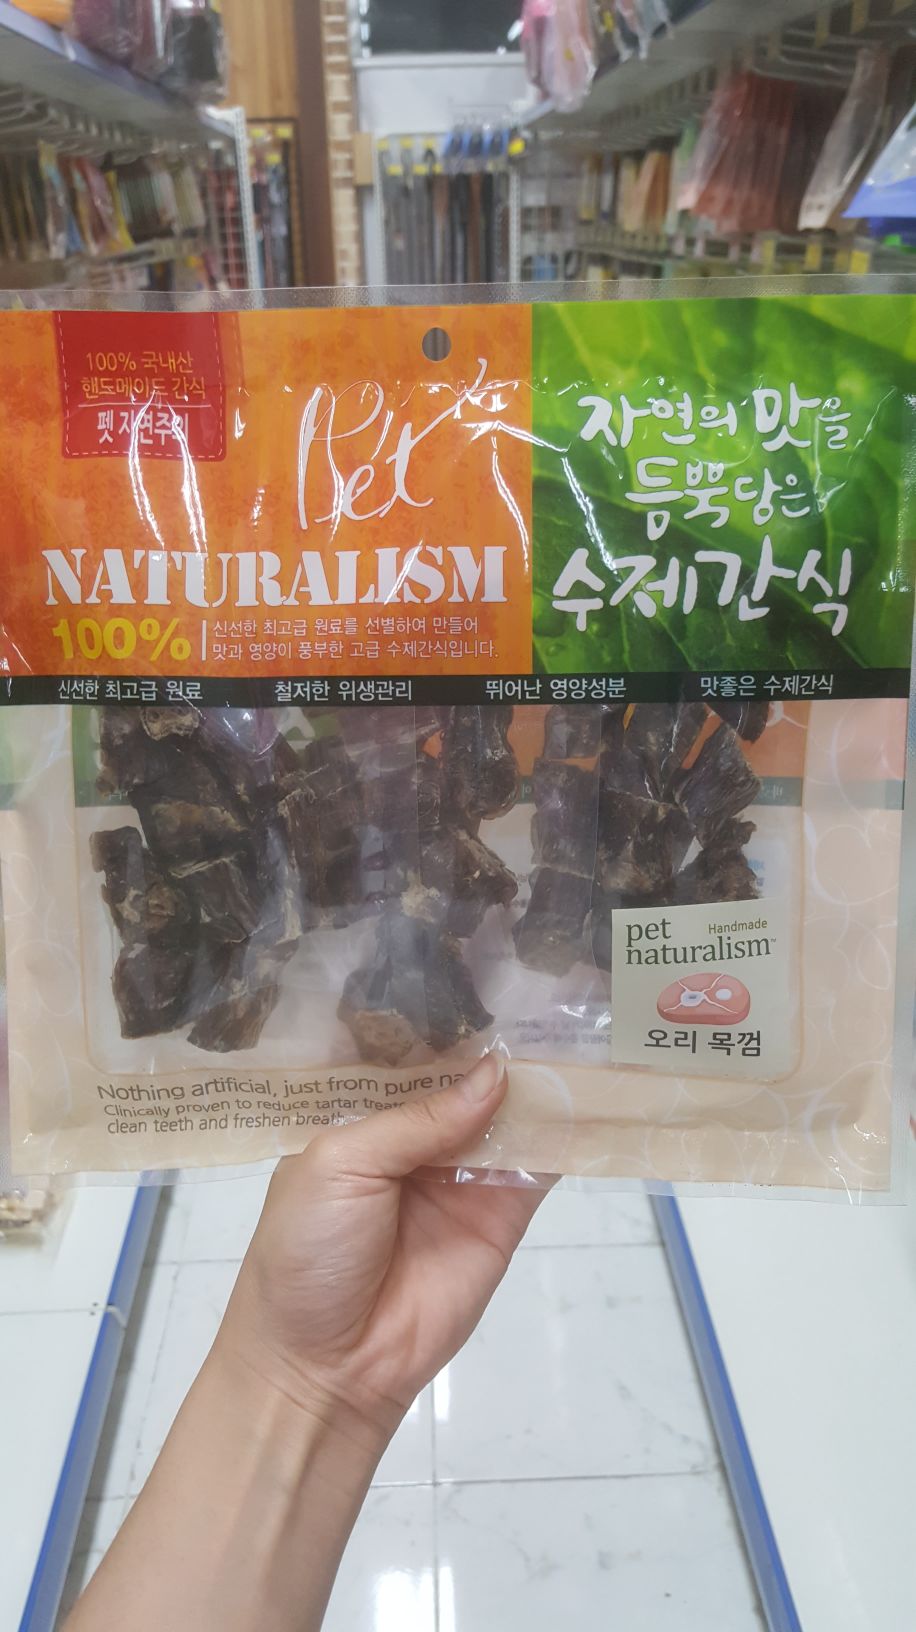 100% 국내산
핸드메이드 간식
펫 자연주의
Pet
NATURALISM
100%
신선한 최고급 원료를 선별하여 만들어
맛과 영양이 풍부한 고급 수제간식입니다.
자연의 맛을
듬뿍담은
수제간식
신선한 최고급 원료
철저한 위생관리
뛰어난 영양성분
맛좋은 수제간식
pet
Handmade
naturalism™
오리 목껌
Nothing artificial, just from pure
Clinically proven to reduce tartar
clean teeth and freshen breath